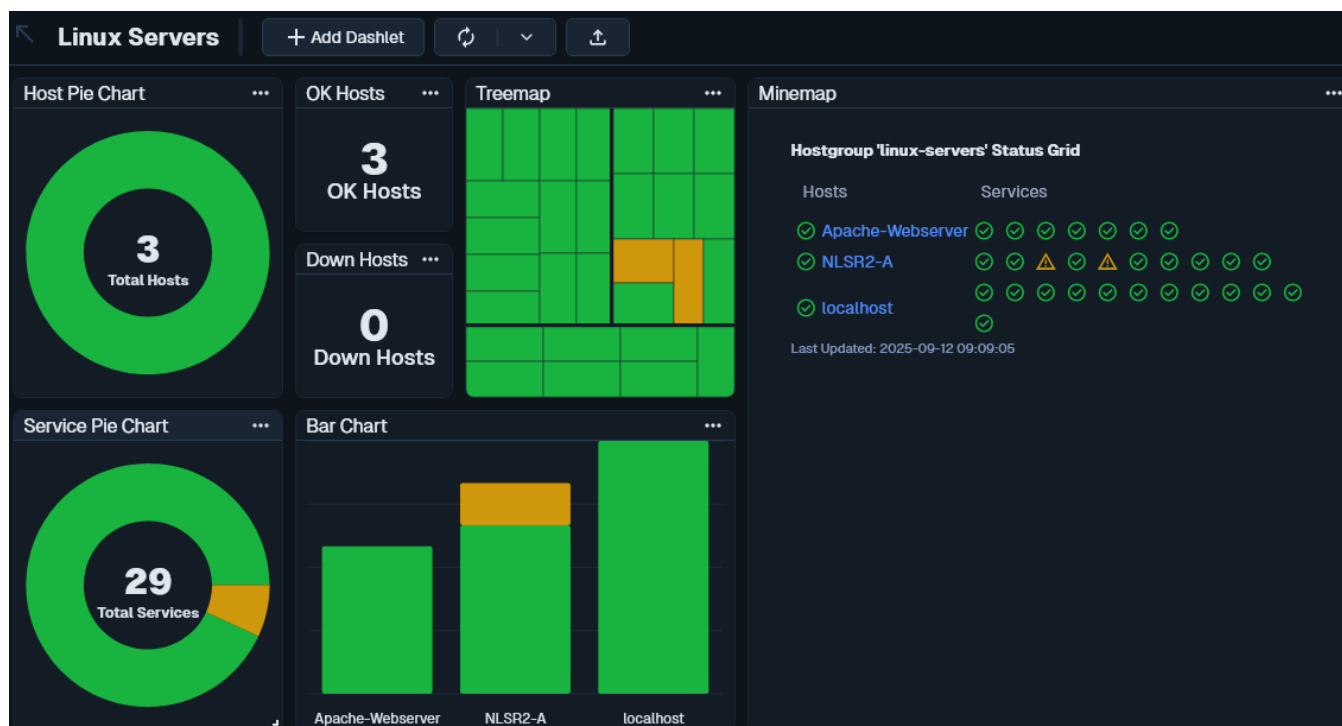 Linux Servers
Add Dashlet
Host Pie Chart
3
Total Hosts
OK Hosts
3
OK Hosts
Down Hosts
0
Down Hosts
Treemap
Minemap
Hostgroup 'linux-servers' Status Grid
Hosts Services
Apache-Webserver
NLSR2-A
localhost
Last Updated: 2025-09-12 09:09:05
Service Pie Chart
29
Total Services
Bar Chart
Apache-Webserver NLSR2-A localhost